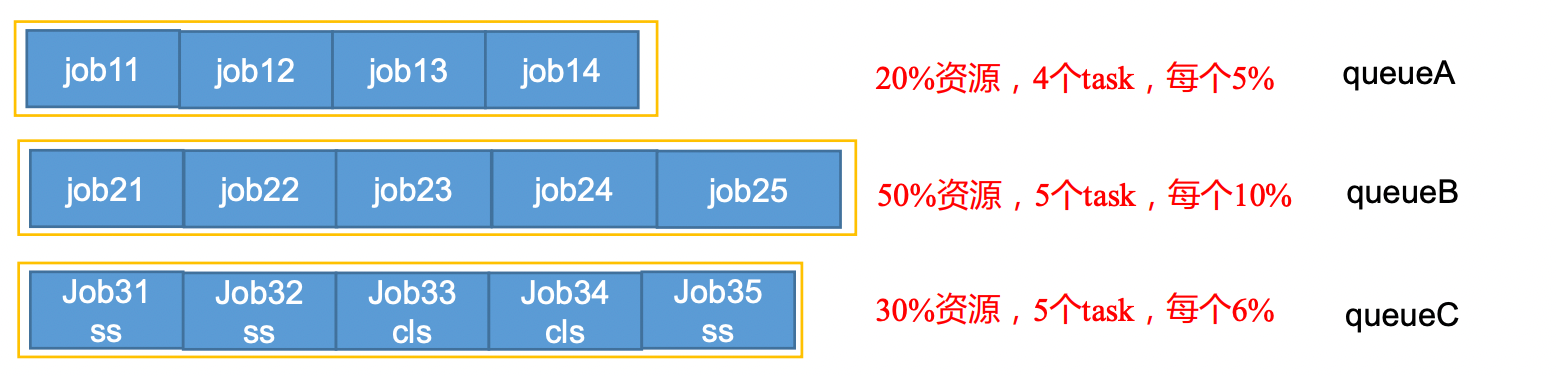 job11 job12 job13 job14 20%资源，4个task，每个5% queueA
job21 job22 job23 job24 job25 50%资源，5个task，每个10% queueB
Job31 Job32 Job33 Job34 Job35 30%资源，5个task，每个6% queueC
ss ss cls cls ss